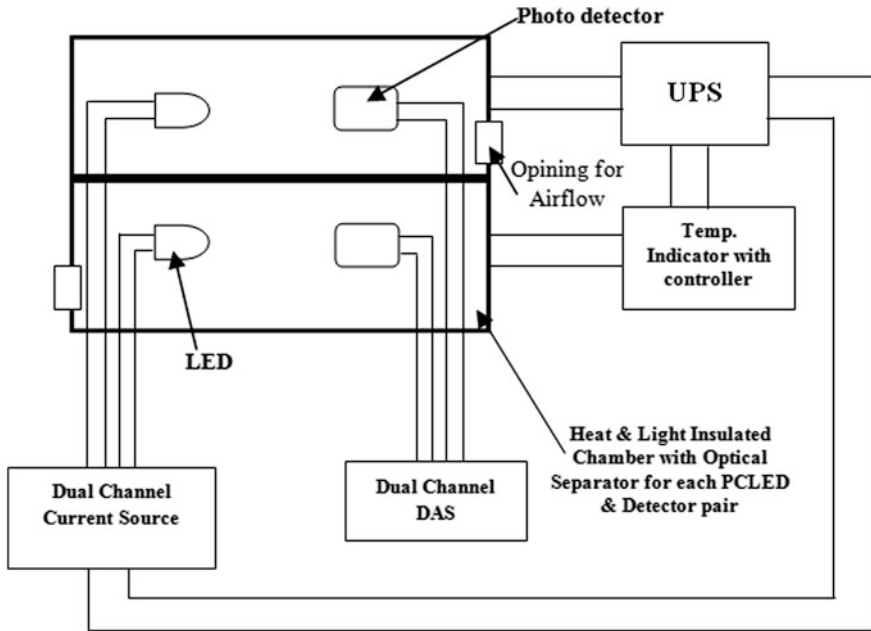 Photo detector
UPS
Opining for
Airflow
Temp.
Indicator with
controller
LED
Heat & Light Insulated
Chamber with Optical
Separator for each PCLED
& Detector pair
Dual Channel
Current Source
Dual Channel
DAS